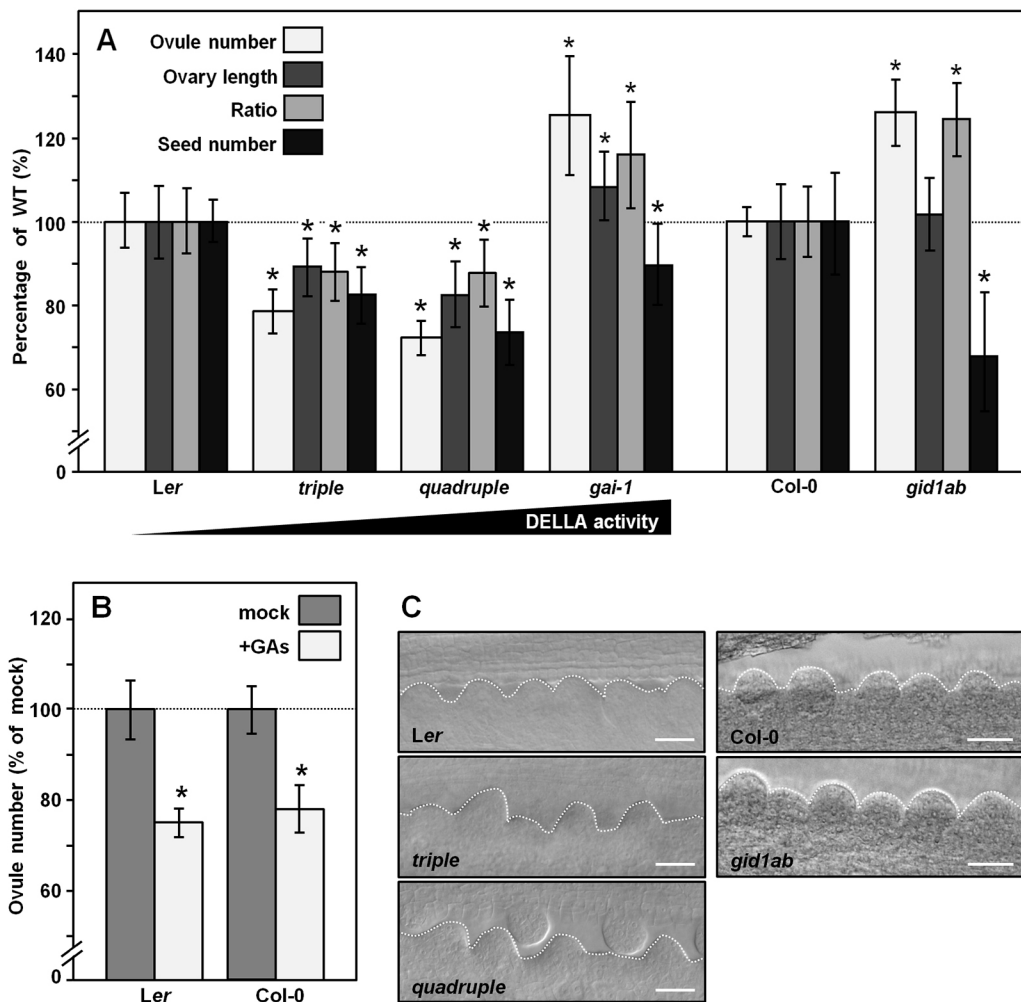 A
Ovule number
Ovary length
Ratio
Seed number
Percentage of WT (%)
140
120
100
80
60
0
Ler
triple
quadruple
gai-1
Col-0
gid1ab
DELLA activity
B
mock
+GAs
Ovule number (% of mock)
120
100
80
0
Ler
Col-0
C
Ler
Col-0
triple
gid1ab
quadruple